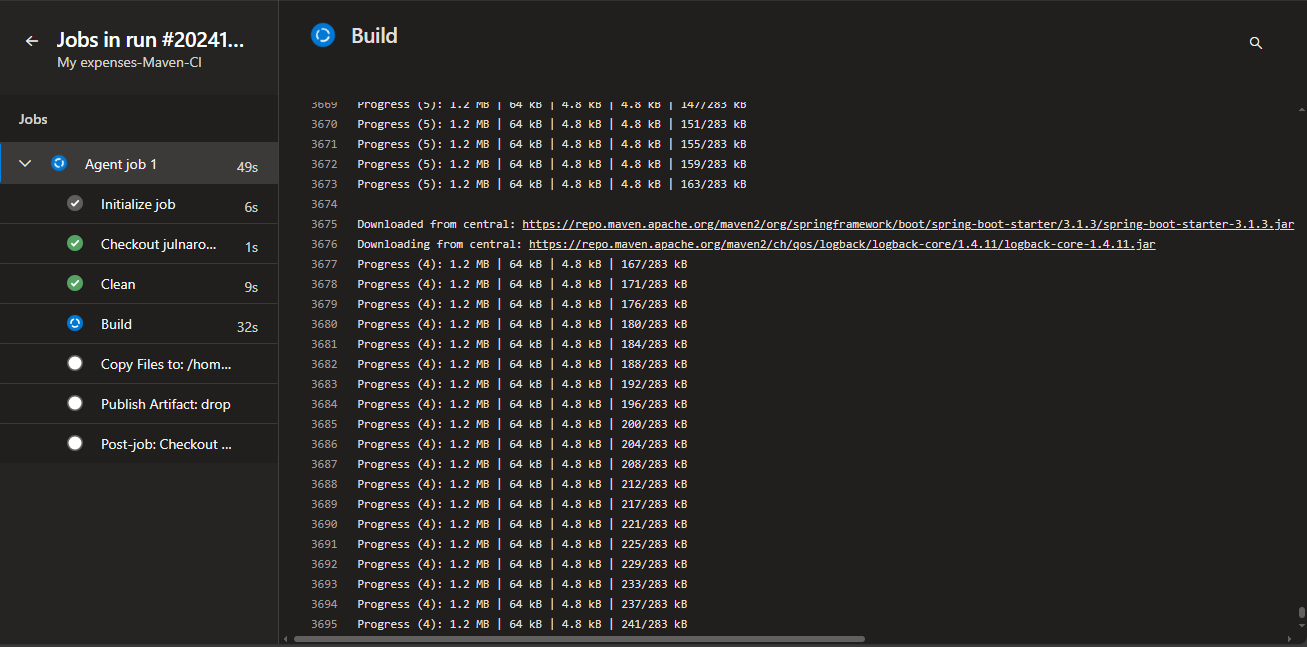 Jobs in run #20241...
My expenses-Maven-CI
Jobs
Agent job 1 49s
Initialize job 6s
Checkout julnaro... 1s
Clean 9s
Build 32s
Copy Files to: /hom...
Publish Artifact: drop
Post-job: Checkout ...
Build
3669 Progress (5): 1.2 MB | 64 kB | 4.8 kB | 4.8 kB | 147/283 kB
3670 Progress (5): 1.2 MB | 64 kB | 4.8 kB | 4.8 kB | 151/283 kB
3671 Progress (5): 1.2 MB | 64 kB | 4.8 kB | 4.8 kB | 155/283 kB
3672 Progress (5): 1.2 MB | 64 kB | 4.8 kB | 4.8 kB | 159/283 kB
3673 Progress (5): 1.2 MB | 64 kB | 4.8 kB | 4.8 kB | 163/283 kB
3674
3675 Downloaded from central: https://repo.maven.apache.org/maven2/org/springframework/boot/spring-boot-starter/3.1.3/spring-boot-starter-3.1.3.jar
3676 Downloading from central: https://repo.maven.apache.org/maven2/ch/qos/logback/logback-core/1.4.11/logback-core-1.4.11.jar
3677 Progress (4): 1.2 MB | 64 kB | 4.8 kB | 167/283 kB
3678 Progress (4): 1.2 MB | 64 kB | 4.8 kB | 171/283 kB
3679 Progress (4): 1.2 MB | 64 kB | 4.8 kB | 176/283 kB
3680 Progress (4): 1.2 MB | 64 kB | 4.8 kB | 180/283 kB
3681 Progress (4): 1.2 MB | 64 kB | 4.8 kB | 184/283 kB
3682 Progress (4): 1.2 MB | 64 kB | 4.8 kB | 188/283 kB
3683 Progress (4): 1.2 MB | 64 kB | 4.8 kB | 192/283 kB
3684 Progress (4): 1.2 MB | 64 kB | 4.8 kB | 196/283 kB
3685 Progress (4): 1.2 MB | 64 kB | 4.8 kB | 200/283 kB
3686 Progress (4): 1.2 MB | 64 kB | 4.8 kB | 204/283 kB
3687 Progress (4): 1.2 MB | 64 kB | 4.8 kB | 208/283 kB
3688 Progress (4): 1.2 MB | 64 kB | 4.8 kB | 212/283 kB
3689 Progress (4): 1.2 MB | 64 kB | 4.8 kB | 217/283 kB
3690 Progress (4): 1.2 MB | 64 kB | 4.8 kB | 221/283 kB
3691 Progress (4): 1.2 MB | 64 kB | 4.8 kB | 225/283 kB
3692 Progress (4): 1.2 MB | 64 kB | 4.8 kB | 229/283 kB
3693 Progress (4): 1.2 MB | 64 kB | 4.8 kB | 233/283 kB
3694 Progress (4): 1.2 MB | 64 kB | 4.8 kB | 237/283 kB
3695 Progress (4): 1.2 MB | 64 kB | 4.8 kB | 241/283 kB